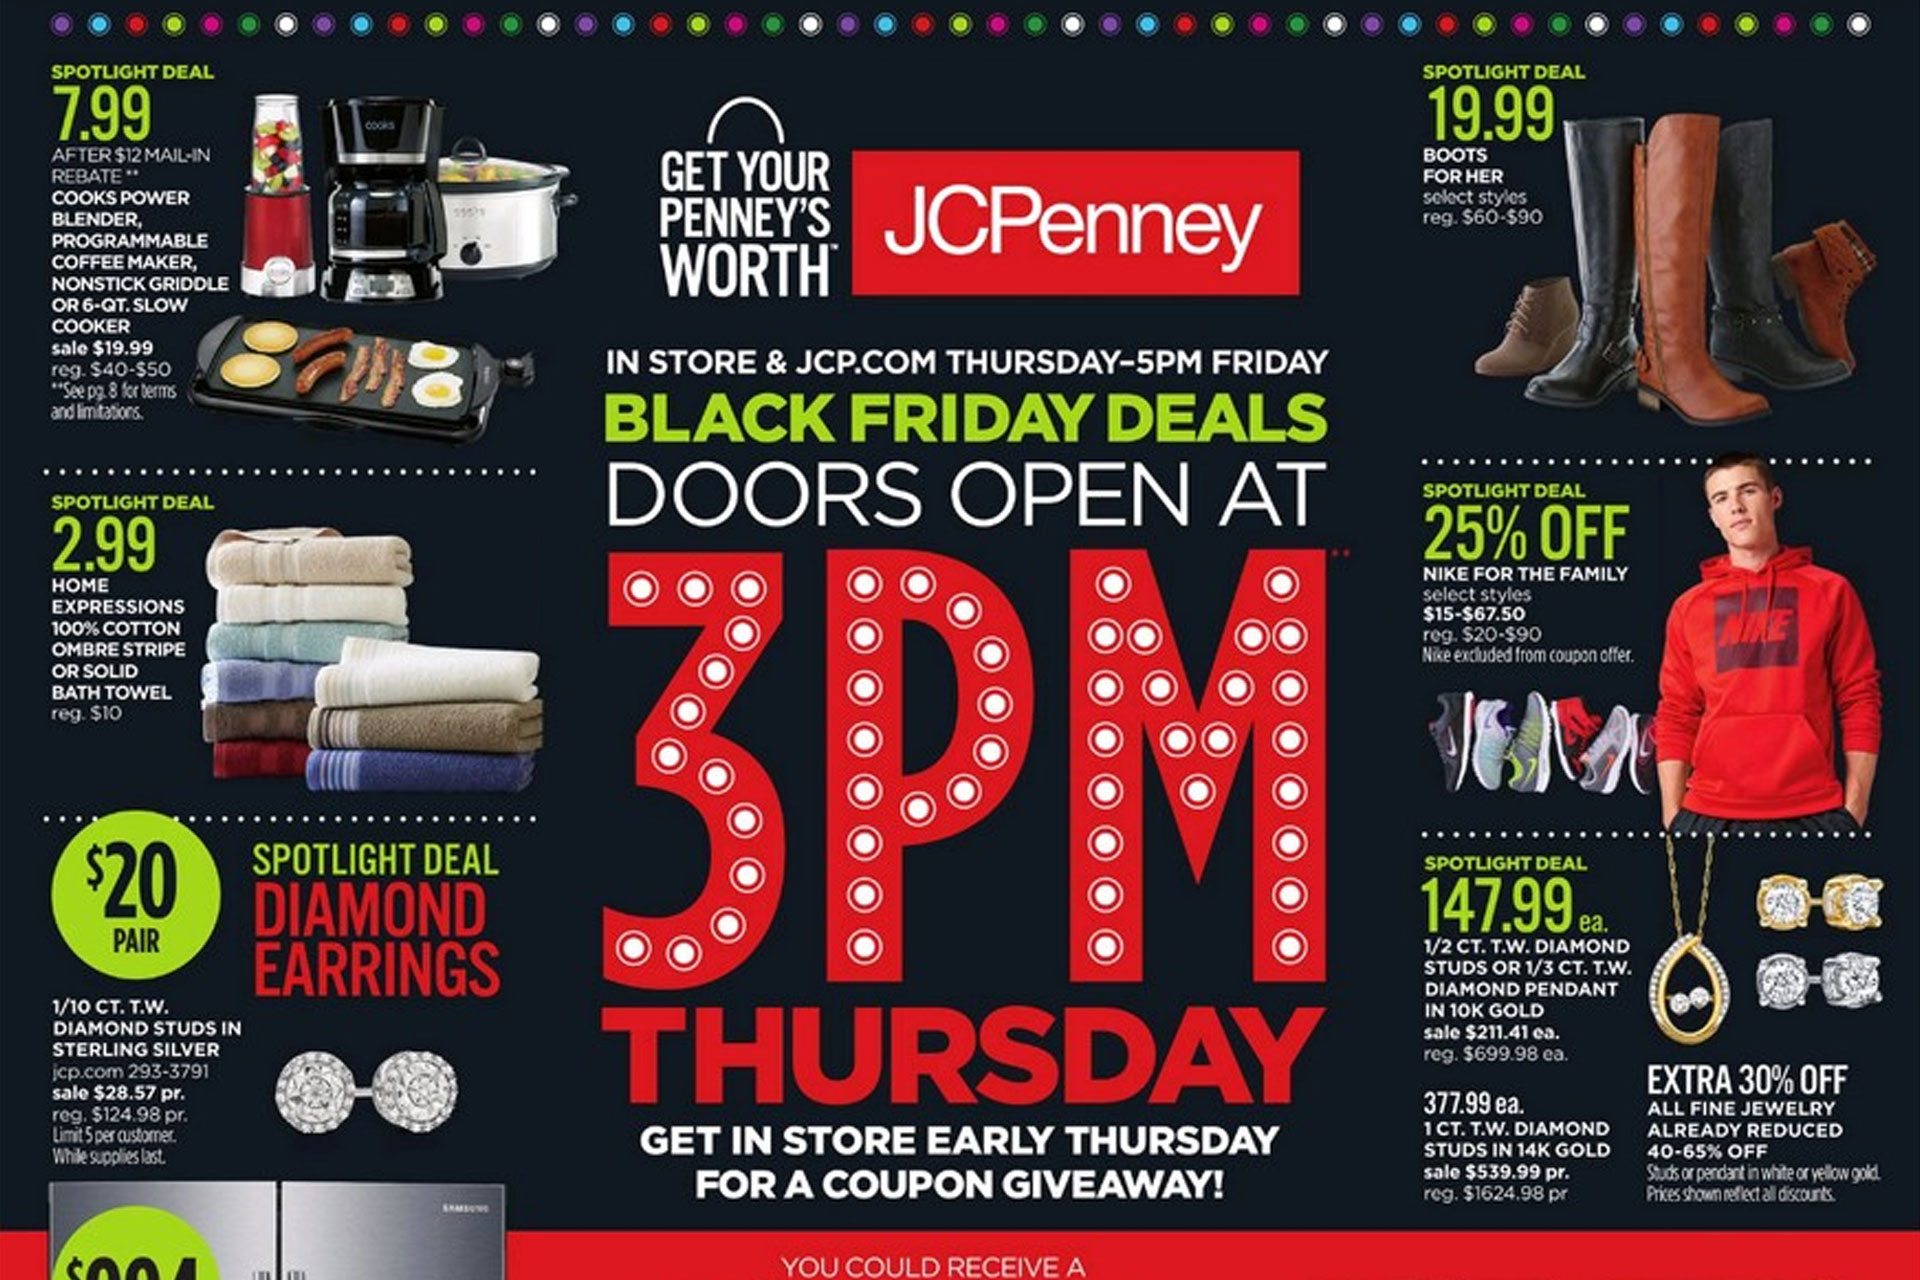 SPOTLIGHT DEAL
7.99
AFTER $12 MAIL-IN
REBATE**
COOKS POWER
BLENDER,
PROGRAMMABLE
COFFEE MAKER,
NONSTICK GRIDDLE
OR 6-QT. SLOW
COOKER
sale $19.99
reg. $40-$50
**See pg. 8 for terms
and limitations.
cooks
SPOTLIGHT DEAL
2.99
HOME
EXPRESSIONS
100% COTTON
OMBRE STRIPE
OR SOLID
BATH TOWEL
reg. $10
$20
PAIR
SPOTLIGHT DEAL
DIAMOND
EARRINGS
1/10 CT. T.W.
DIAMOND STUDS IN
STERLING SILVER
jcp.com 293-3791
sale $28.57 pr.
reg. $124.98 pr.
Limit 5 per customer.
While supplies last.
SAMSUNG
GET YOUR
PENNEY'S
WORTH™
JCPenney
IN STORE & JCP.COM THURSDAY–5PM FRIDAY
BLACK FRIDAY DEALS
DOORS OPEN AT
3PM**
THURSDAY
GET IN STORE EARLY THURSDAY
FOR A COUPON GIVEAWAY!
YOU COULD RECEIVE A
SPOTLIGHT DEAL
19.99
BOOTS
FOR HER
select styles
reg. $60-$90
SPOTLIGHT DEAL
25% OFF
NIKE FOR THE FAMILY
select styles
$15-$67.50
reg. $20-$90
Nike excluded from coupon offer.
NIKE
SPOTLIGHT DEAL
147.99 ea.
1/2 CT. T.W. DIAMOND
STUDS OR 1/3 CT. T.W.
DIAMOND PENDANT
IN 10K GOLD
sale $211.41 ea.
reg. $699.98 ea.
377.99 ea.
1 CT. T.W. DIAMOND
STUDS IN 14K GOLD
sale $539.99 pr.
reg. $1624.98 pr
EXTRA 30% OFF
ALL FINE JEWELRY
ALREADY REDUCED
40-65% OFF
Studs or pendant in white or yellow gold.
Prices shown reflect all discounts.